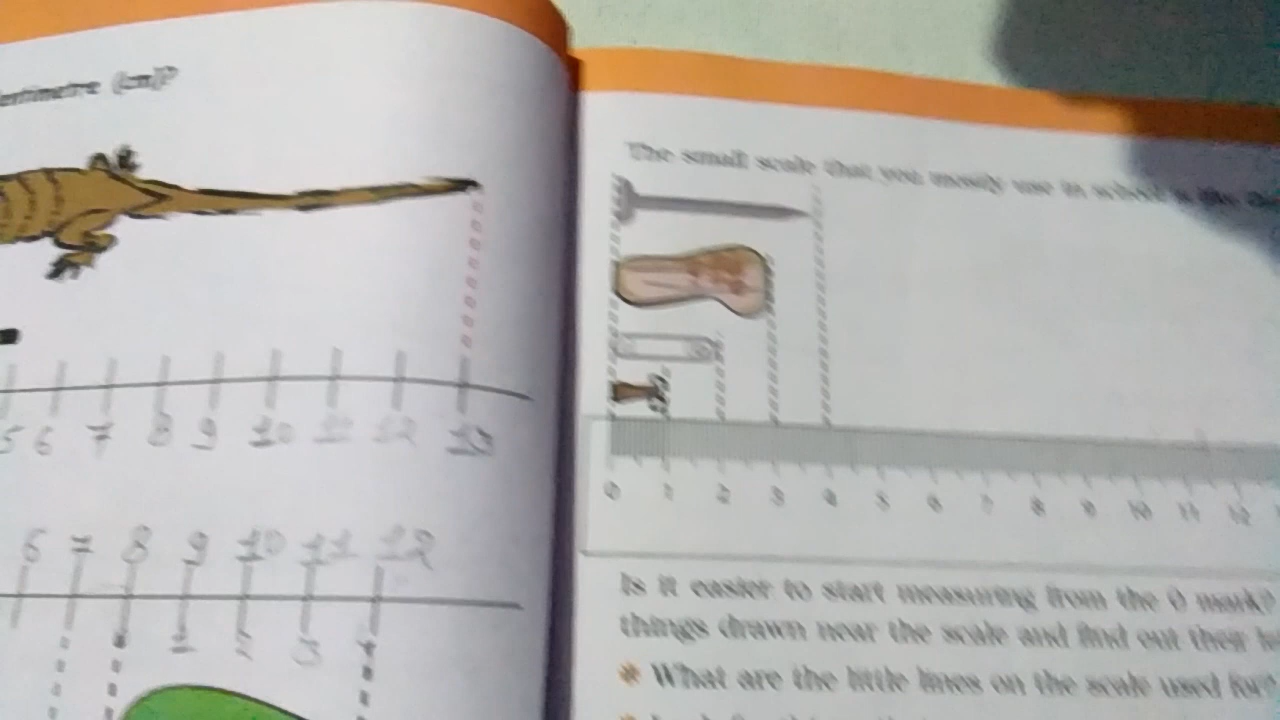 (cm)?
5 6 7 8 9 10 11 12 13
6 7 8 9 10 11 12
The small scale that you mostly use in school is like
0 1 2 3 4 5 6 7 8 9 10 11 12
Is it easier to start measuring from the 0 mark?
things drawn near the scale and find out their
* What are the little lines on the scale used for?